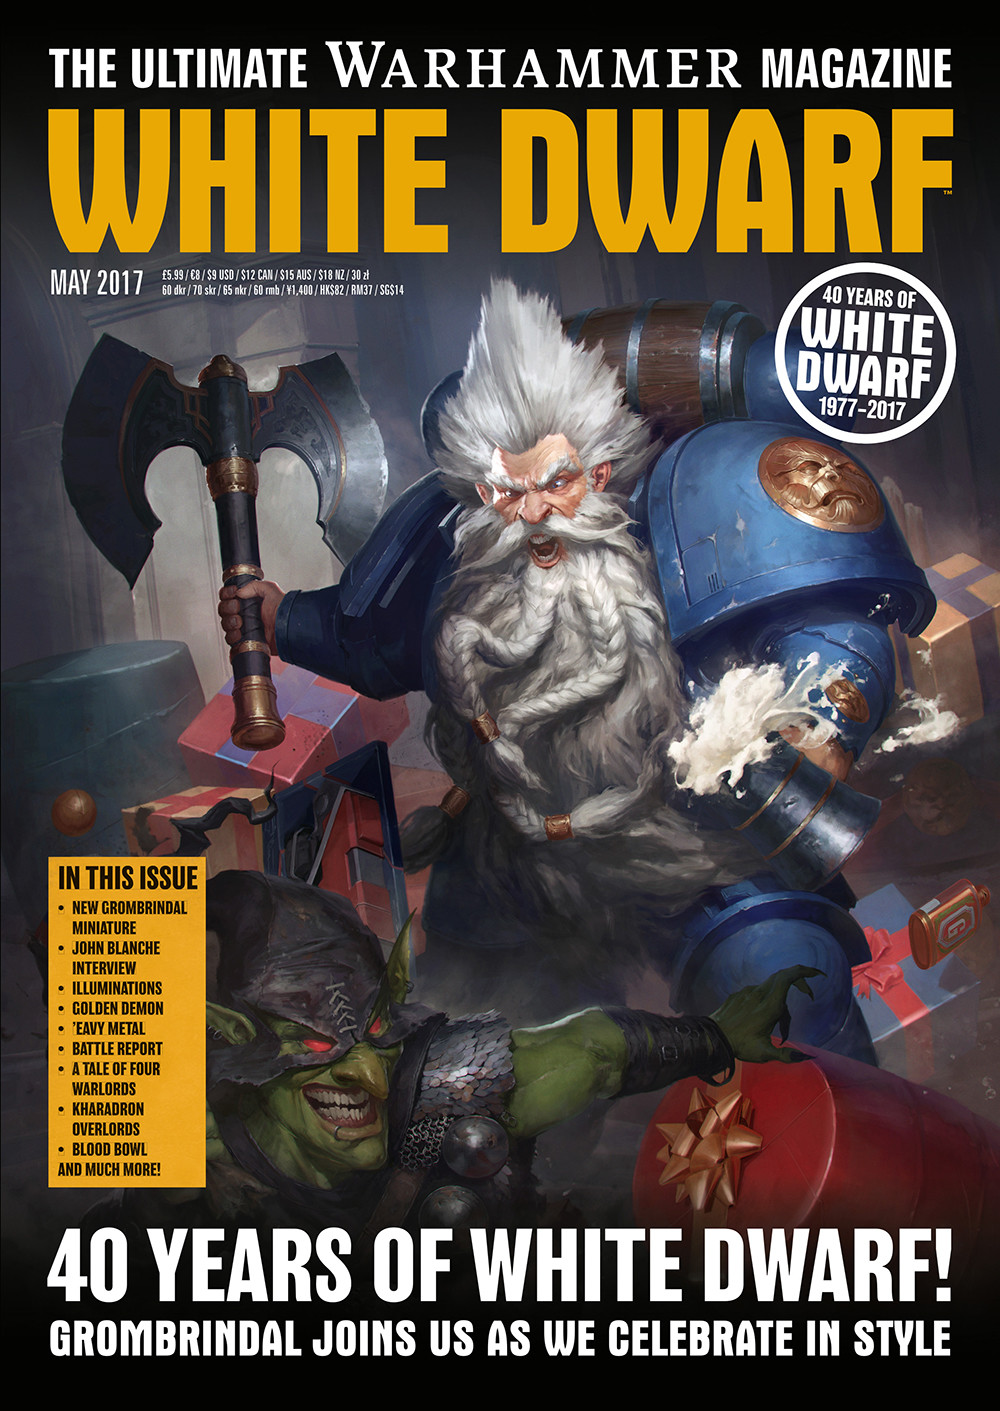 THE ULTIMATE WARHAMMER MAGAZINE
WHITE DWARF™
MAY 2017
£5.99 / €8 / $9 USD / $12 CAN / $15 AUS / $18 NZ / 30 zł
60 dkr / 70 skr / 65 nkr / 60 rmb / ¥1,400 / HK$82 / RM37 / SG$14
40 YEARS OF
WHITE
DWARF
1977–2017
IN THIS ISSUE
• NEW GROMBRINDAL
MINIATURE
• JOHN BLANCHE
INTERVIEW
• ILLUMINATIONS
• GOLDEN DEMON
• ’EAVY METAL
• BATTLE REPORT
• A TALE OF FOUR
WARLORDS
• KHARADRON
OVERLORDS
• BLOOD BOWL
AND MUCH MORE!
G
40 YEARS OF WHITE DWARF!
GROMBRINDAL JOINS US AS WE CELEBRATE IN STYLE